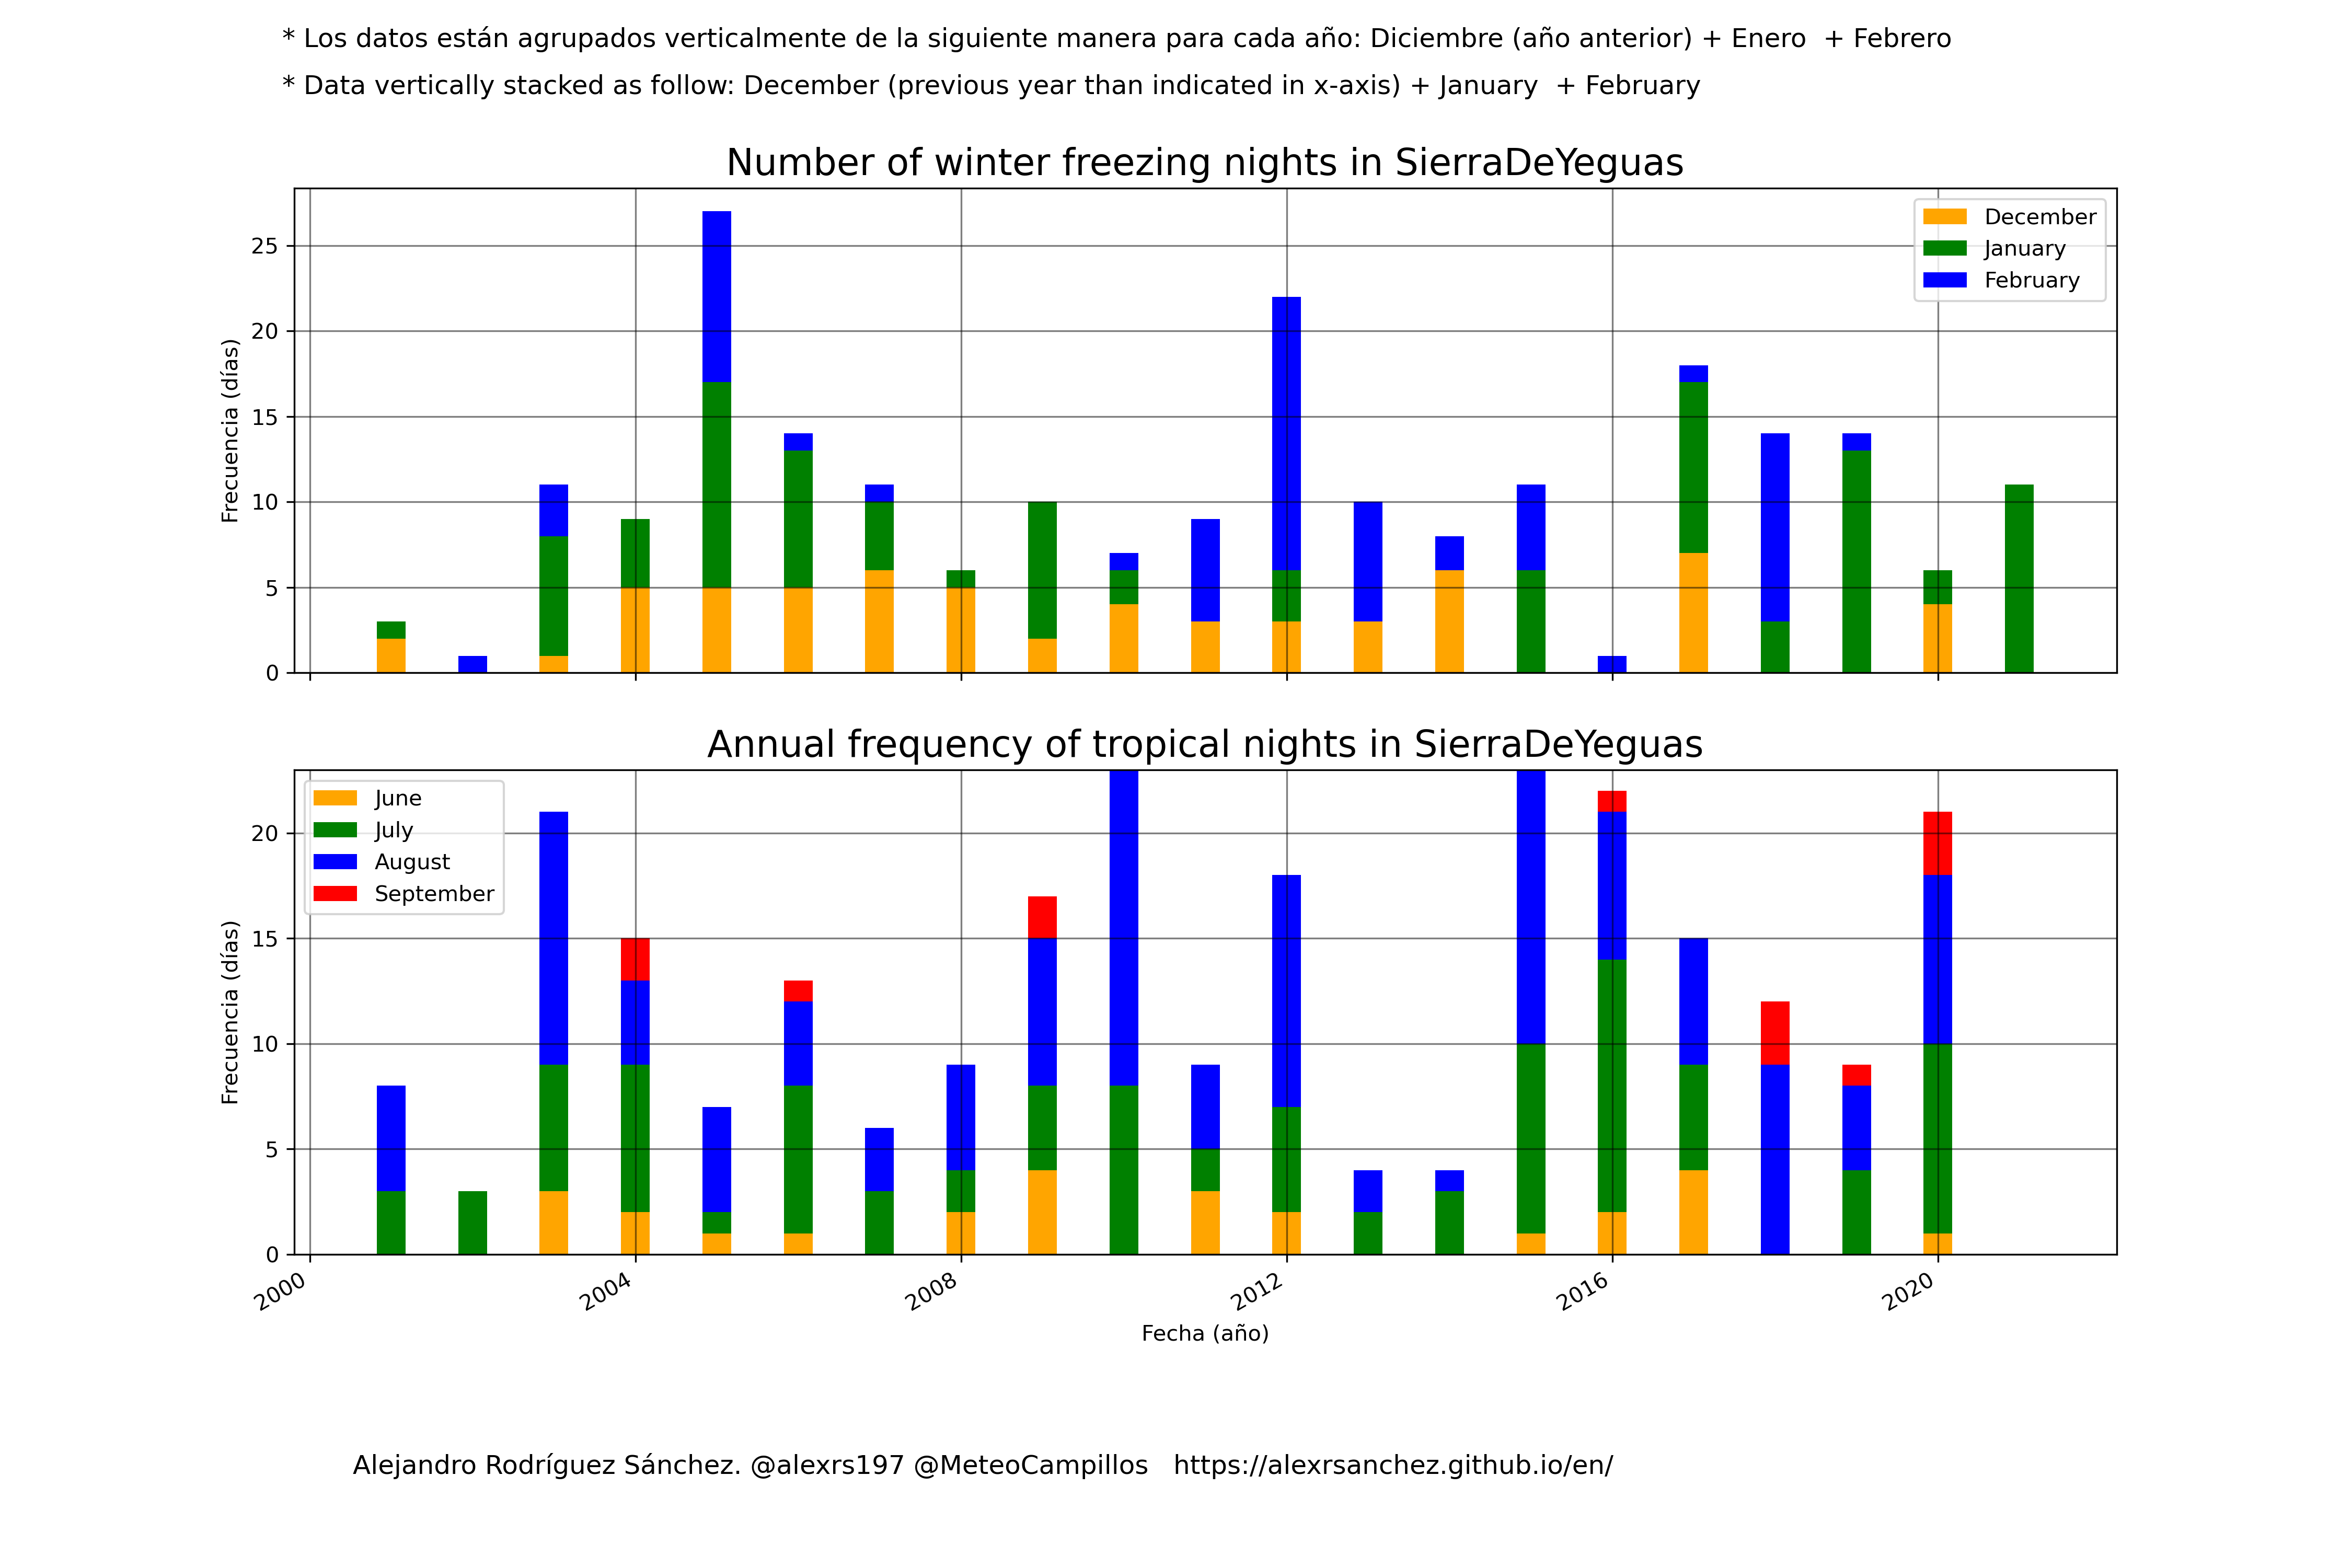 * Los datos están agrupados verticalmente de la siguiente manera para cada año: Diciembre (año anterior) + Enero  + Febrero
* Data vertically stacked as follow: December (previous year than indicated in x-axis) + January  + February
Number of winter freezing nights in SierraDeYeguas
Frecuencia (días)
25
20
15
10
5
0
December
January
February
Annual frequency of tropical nights in SierraDeYeguas
Frecuencia (días)
20
15
10
5
0
June
July
August
September
2000
2004
2008
2012
2016
2020
Fecha (año)
Alejandro Rodríguez Sánchez. @alexrs197 @MeteoCampillos   https://alexrsanchez.github.io/en/